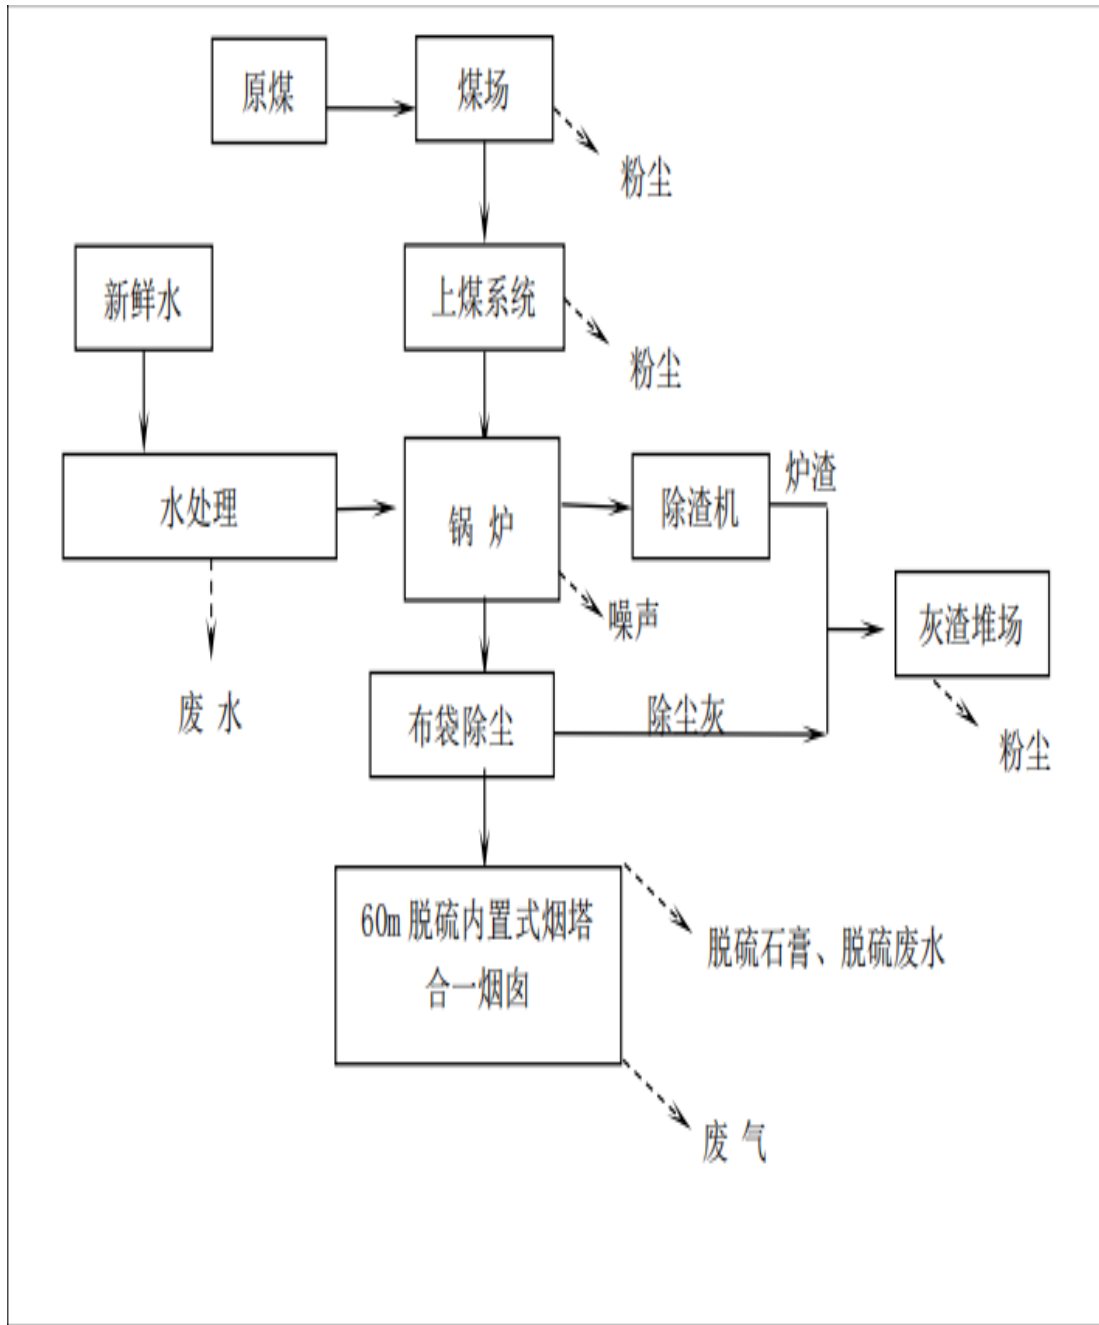 原煤
煤场
粉尘
新鲜水
上煤系统
粉尘
水处理
锅 炉
除渣机
炉渣
噪声
灰渣堆场
废 水
布袋除尘
除尘灰
粉尘
60m 脱硫内置式烟塔
合一烟囱
脱硫石膏、脱硫废水
废 气